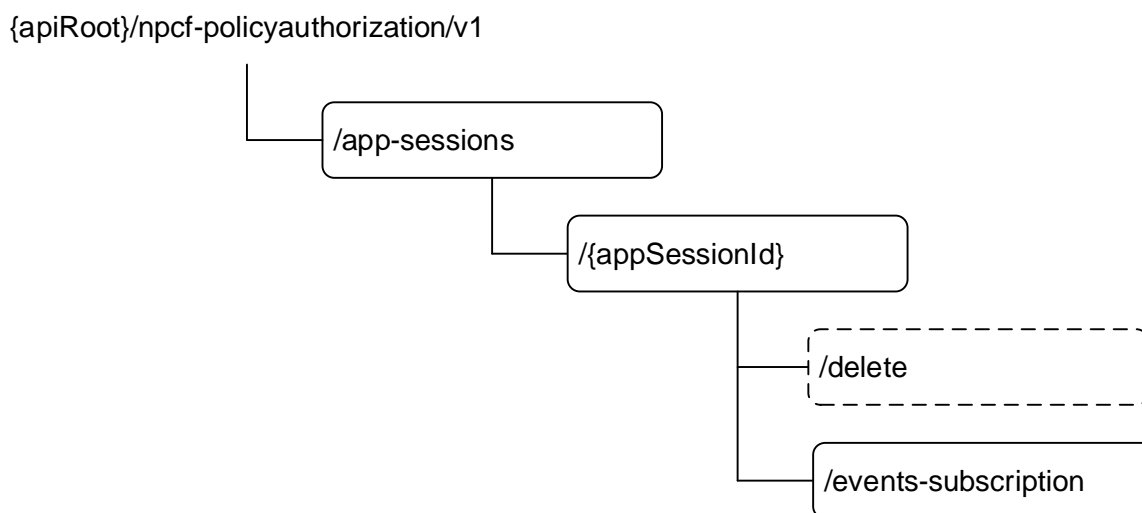 {apiRoot}/npcf-policyauthorization/v1
/app-sessions
/{appSessionId}
/delete
/events-subscription